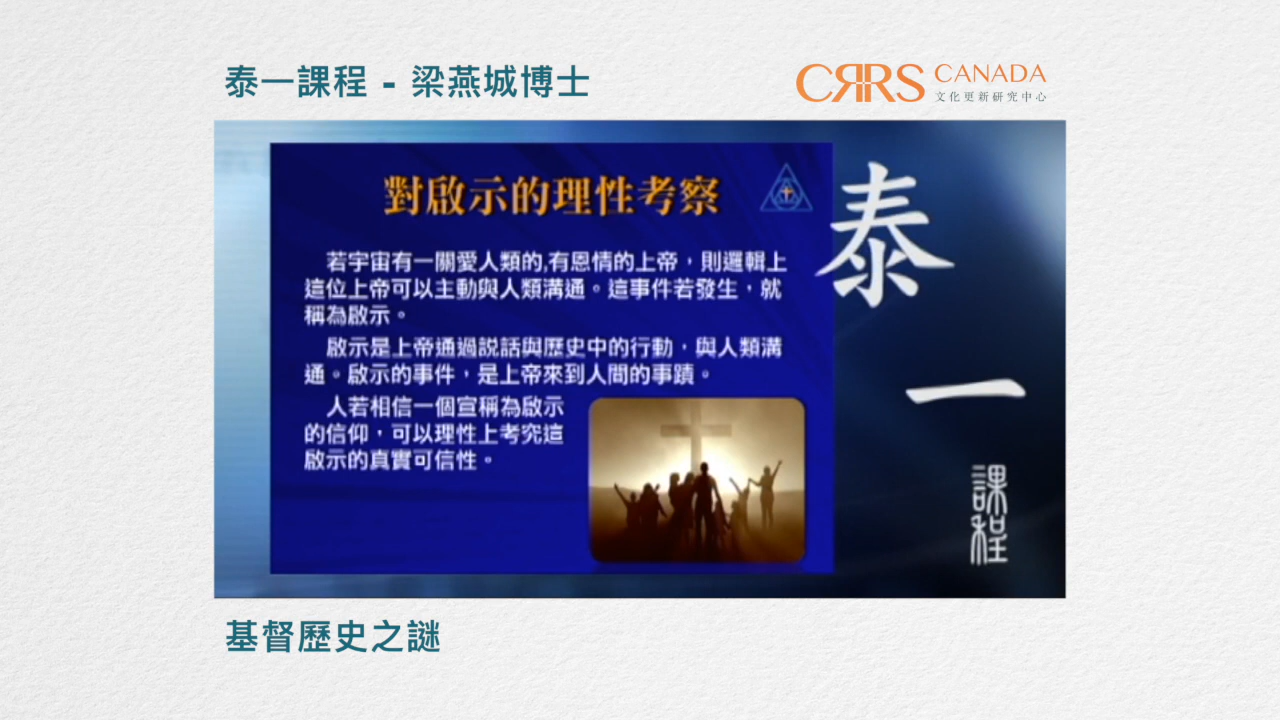 泰一課程 - 梁燕城博士
CRRS CANADA
文化更新研究中心
對啟示的理性考察
若宇宙有一關愛人類的,有恩情的上帝，則邏輯上
這位上帝可以主動與人類溝通。這事件若發生，就
稱為啟示。
啟示是上帝通過説話與歷史中的行動，與人類溝
通。啟示的事件，是上帝來到人間的事蹟。
人若相信一個宣稱為啟示
的信仰，可以理性上考究這
啟示的真實可信性。
泰
一
課程
基督歷史之謎